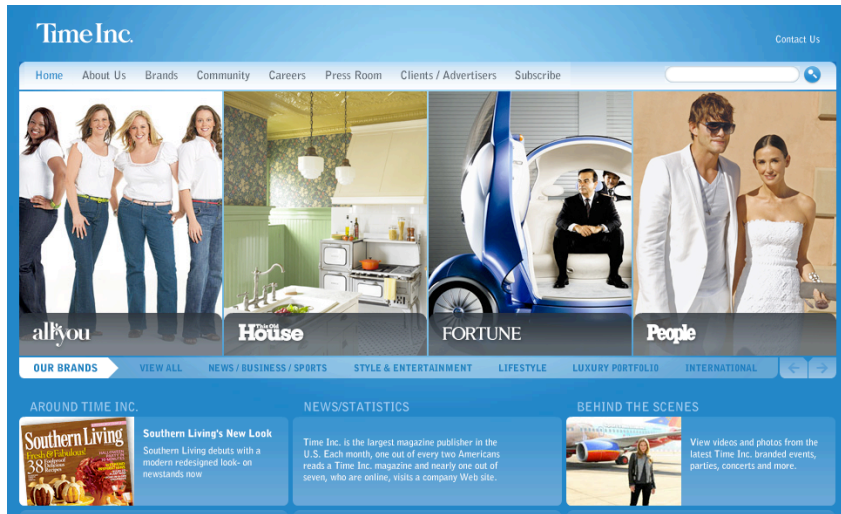 TimeInc.
Contact Us
Home About Us Brands Community Careers Press Room Clients / Advertisers Subscribe
all you
This Old
House
FORTUNE
People
OUR BRANDS VIEW ALL NEWS / BUSINESS / SPORTS STYLE & ENTERTAINMENT LIFESTYLE LUXURY PORTFOLIO INTERNATIONAL
AROUND TIME INC.
Southern Living
Fresh & Fabulous!
38
Southern Living's New Look
Southern Living debuts with a
modern redesigned look- on
newstands now
NEWS/STATISTICS
Time Inc. is the largest magazine publisher in the
U.S. Each month, one out of every two Americans
reads a Time Inc. magazine and nearly one out of
seven, who are online, visits a company Web site.
BEHIND THE SCENES
View videos and photos from the
latest Time Inc. branded events,
parties, concerts and more.